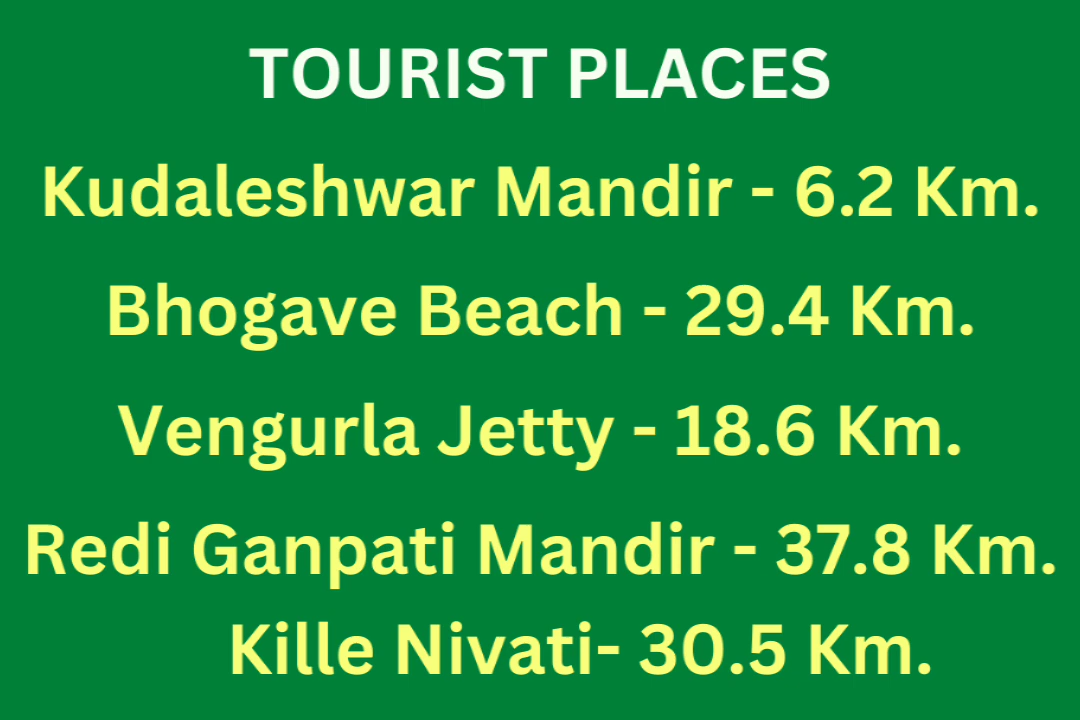 TOURIST PLACES
Kudaleshwar Mandir - 6.2 Km.
Bhogave Beach - 29.4 Km.
Vengurla Jetty - 18.6 Km.
Redi Ganpati Mandir - 37.8 Km.
Kille Nivati- 30.5 Km.